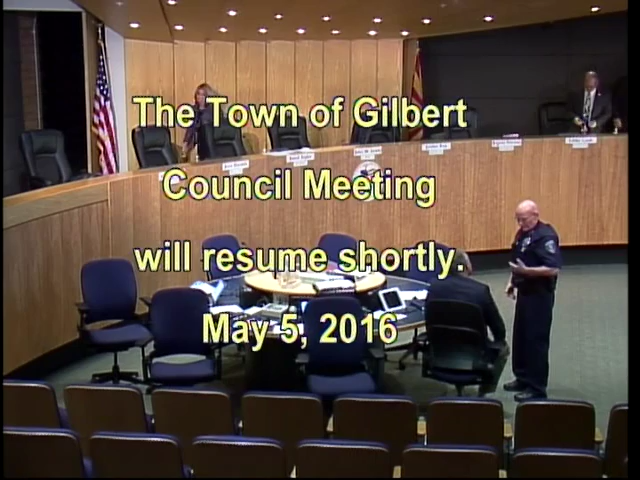 The Town of Gilbert
Council Meeting
will resume shortly.
May 5, 2016